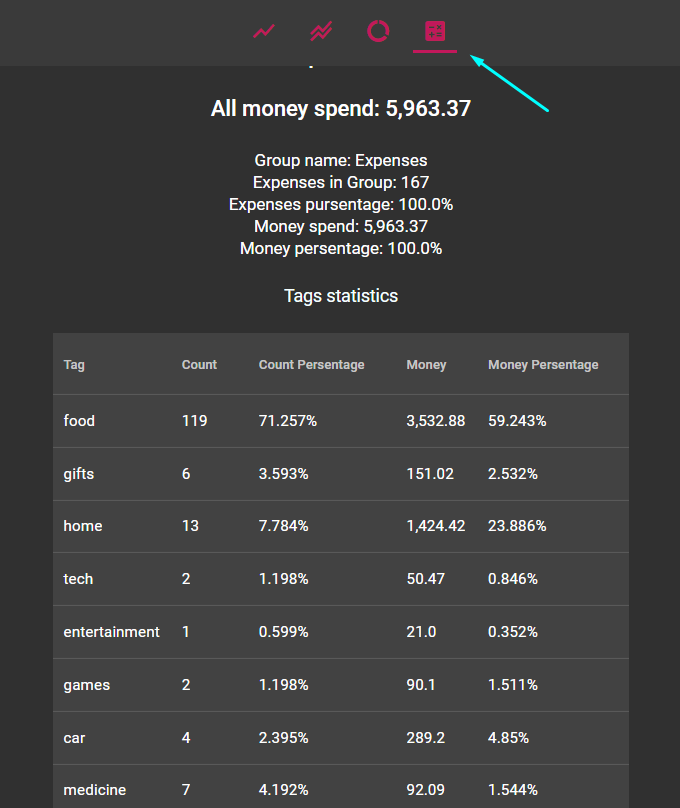 All money spend: 5,963.37
Group name: Expenses
Expenses in Group: 167
Expenses pursentage: 100.0%
Money spend: 5,963.37
Money persentage: 100.0%
Tags statistics
Tag Count Count Persentage Money Money Persentage
food 119 71.257% 3,532.88 59.243%
gifts 6 3.593% 151.02 2.532%
home 13 7.784% 1,424.42 23.886%
tech 2 1.198% 50.47 0.846%
entertainment 1 0.599% 21.0 0.352%
games 2 1.198% 90.1 1.511%
car 4 2.395% 289.2 4.85%
medicine 7 4.192% 92.09 1.544%